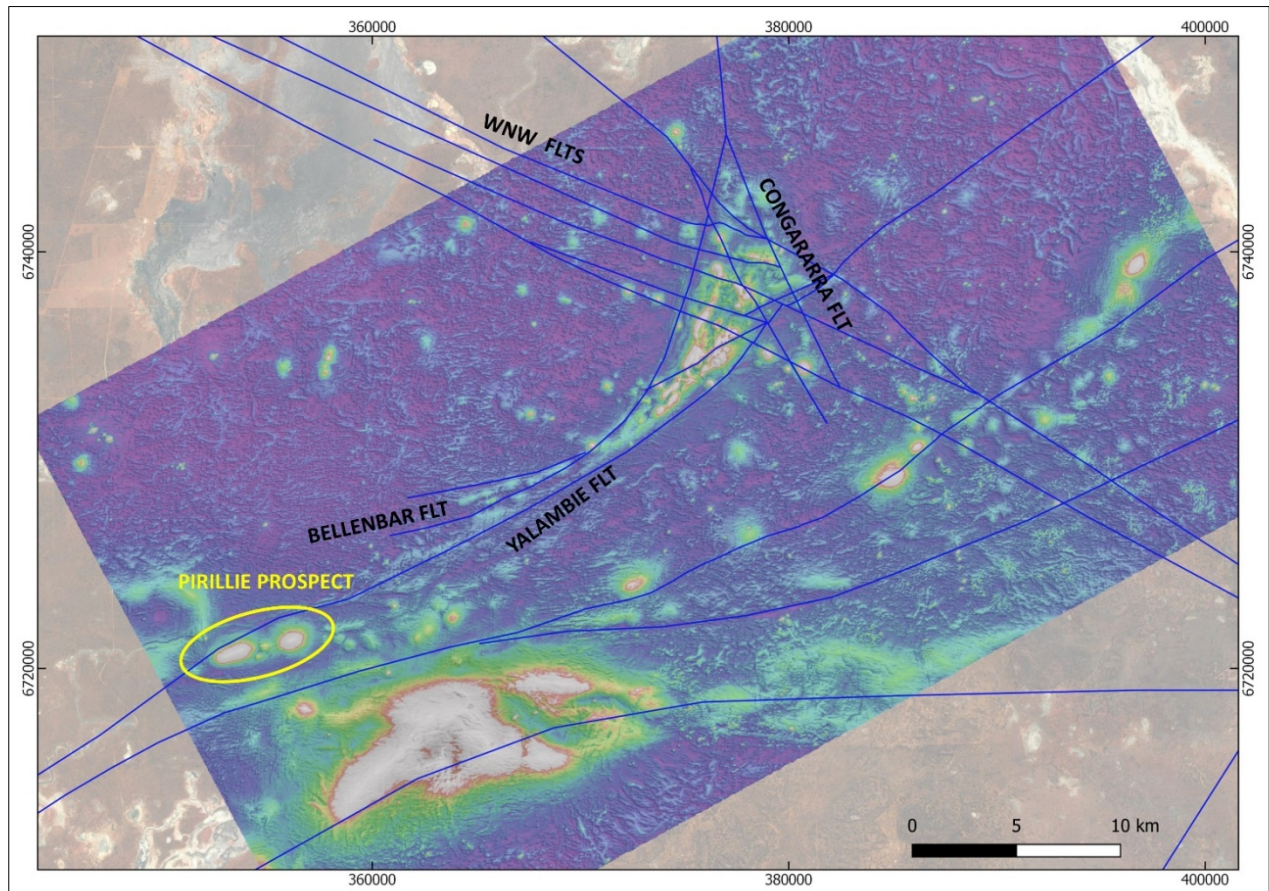 360000
380000
400000
WNW FLTS
CONGARARRA FLT
6740000
6740000
BELLENBAR FLT
YALAMBIE FLT
PIRILLIE PROSPECT
6720000
6720000
0
5
10 km
360000
380000
400000